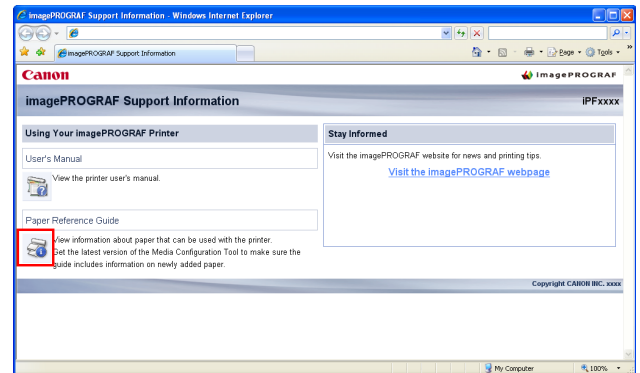 imagePROGRAF Support Information - Windows Internet Explorer
imagePROGRAF Support Information
Page
Tools
Canon
imagePROGRAF
imagePROGRAF Support Information
iPFxxxx
Using Your imagePROGRAF Printer
User's Manual
View the printer user's manual.
Paper Reference Guide
View information about paper that can be used with the printer.
Get the latest version of the Media Configuration Tool to make sure the
guide includes information on newly added paper.
Stay Informed
Visit the imagePROGRAF website for news and printing tips.
Visit the imagePROGRAF webpage
Copyright CANON INC. xxxx
My Computer
100%